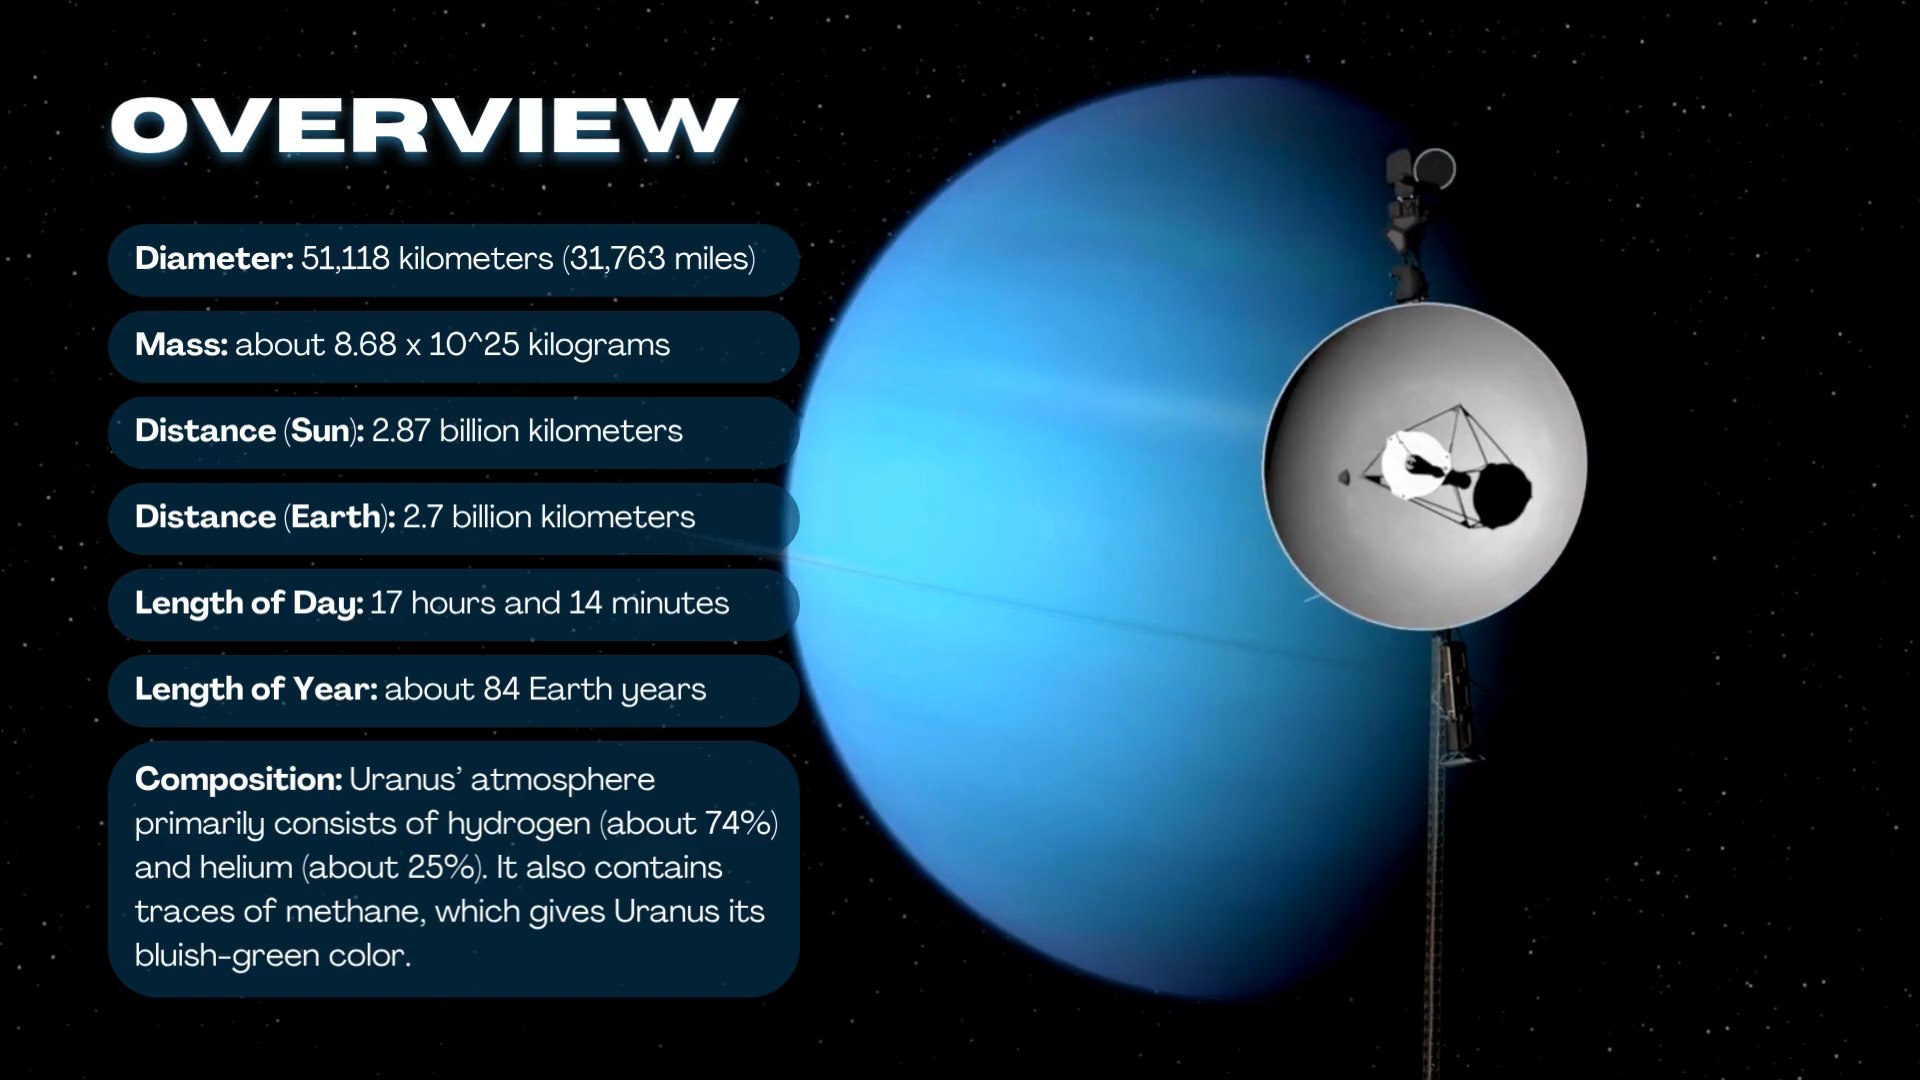 OVERVIEW
Diameter: 51,118 kilometers (31,763 miles)
Mass: about 8.68 x 10^25 kilograms
Distance (Sun): 2.87 billion kilometers
Distance (Earth): 2.7 billion kilometers
Length of Day: 17 hours and 14 minutes
Length of Year: about 84 Earth years
Composition: Uranus’ atmosphere
primarily consists of hydrogen (about 74%)
and helium (about 25%). It also contains
traces of methane, which gives Uranus its
bluish-green color.